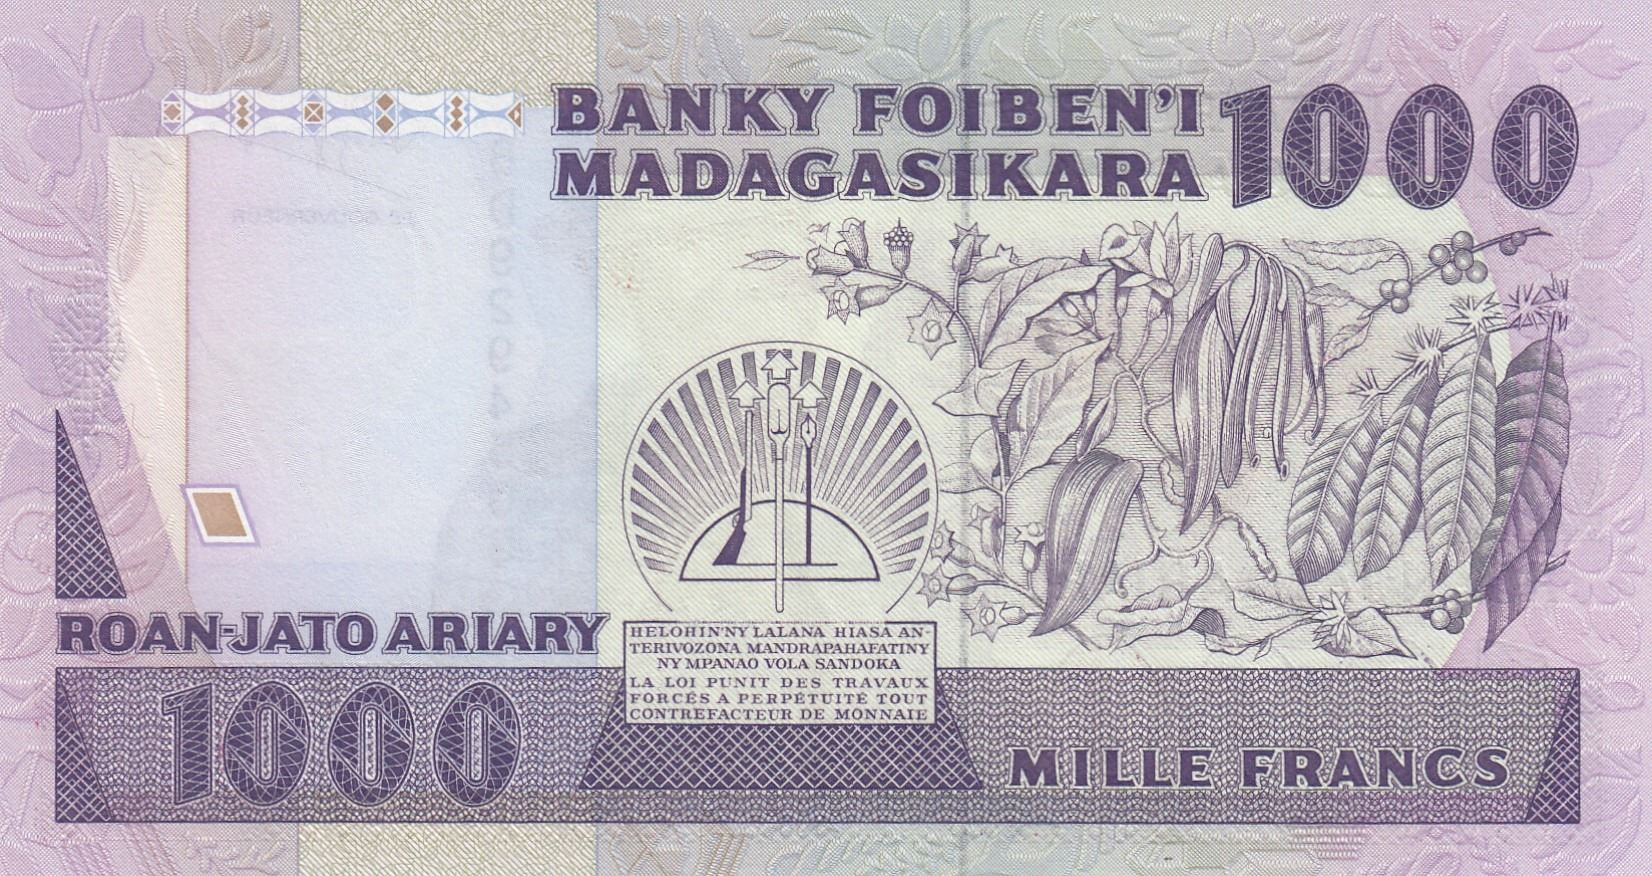 BANKY FOIBEN'I
MADAGASIKARA
1000
ROAN-JATO ARIARY
HELOHIN'NY LALANA HIASA AN-
TERIVOZONA MANDRAPAHAFATINY
NY MPANAO VOLA SANDOKA
LA LOI PUNIT DES TRAVAUX
FORCÉS A PERPÉTUITÉ TOUT
CONTREFACTEUR DE MONNAIE
1000
MILLE FRANCS